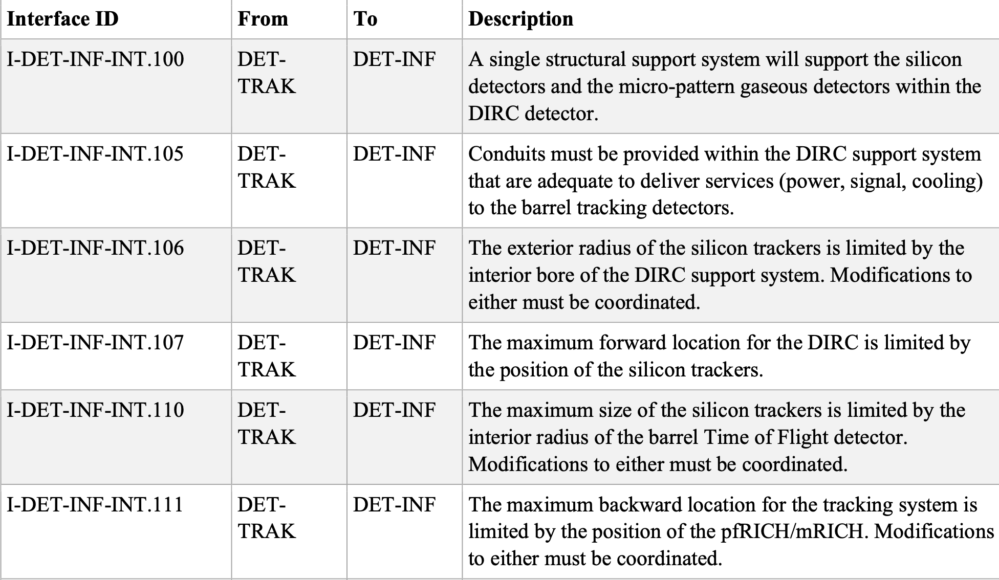 Interface ID From To Description
I-DET-INF-INT.100 DET- DET-INF A single structural support system will support the silicon
TRAK detectors and the micro-pattern gaseous detectors within the
DIRC detector.
I-DET-INF-INT.105 DET- DET-INF Conduits must be provided within the DIRC support system
TRAK that are adequate to deliver services (power, signal, cooling)
to the barrel tracking detectors.
I-DET-INF-INT.106 DET- DET-INF The exterior radius of the silicon trackers is limited by the
TRAK interior bore of the DIRC support system. Modifications to
either must be coordinated.
I-DET-INF-INT.107 DET- DET-INF The maximum forward location for the DIRC is limited by
TRAK the position of the silicon trackers.
I-DET-INF-INT.110 DET- DET-INF The maximum size of the silicon trackers is limited by the
TRAK interior radius of the barrel Time of Flight detector.
Modifications to either must be coordinated.
I-DET-INF-INT.111 DET- DET-INF The maximum backward location for the tracking system is
TRAK limited by the position of the pfRICH/mRICH. Modifications
to either must be coordinated.